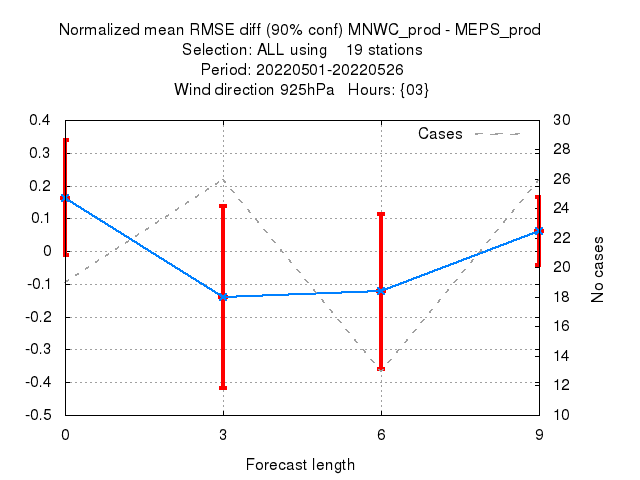 Normalized mean RMSE diff (90% conf) MNWC_prod - MEPS_prod
Selection: ALL using    19 stations
Period: 20220501-20220526
Wind direction 925hPa   Hours: {03}
Cases
0.4
0.3
0.2
0.1
0
-0.1
-0.2
-0.3
-0.4
-0.5
30
28
26
24
22
20
18
16
14
12
10
No cases
0 3 6 9
Forecast length